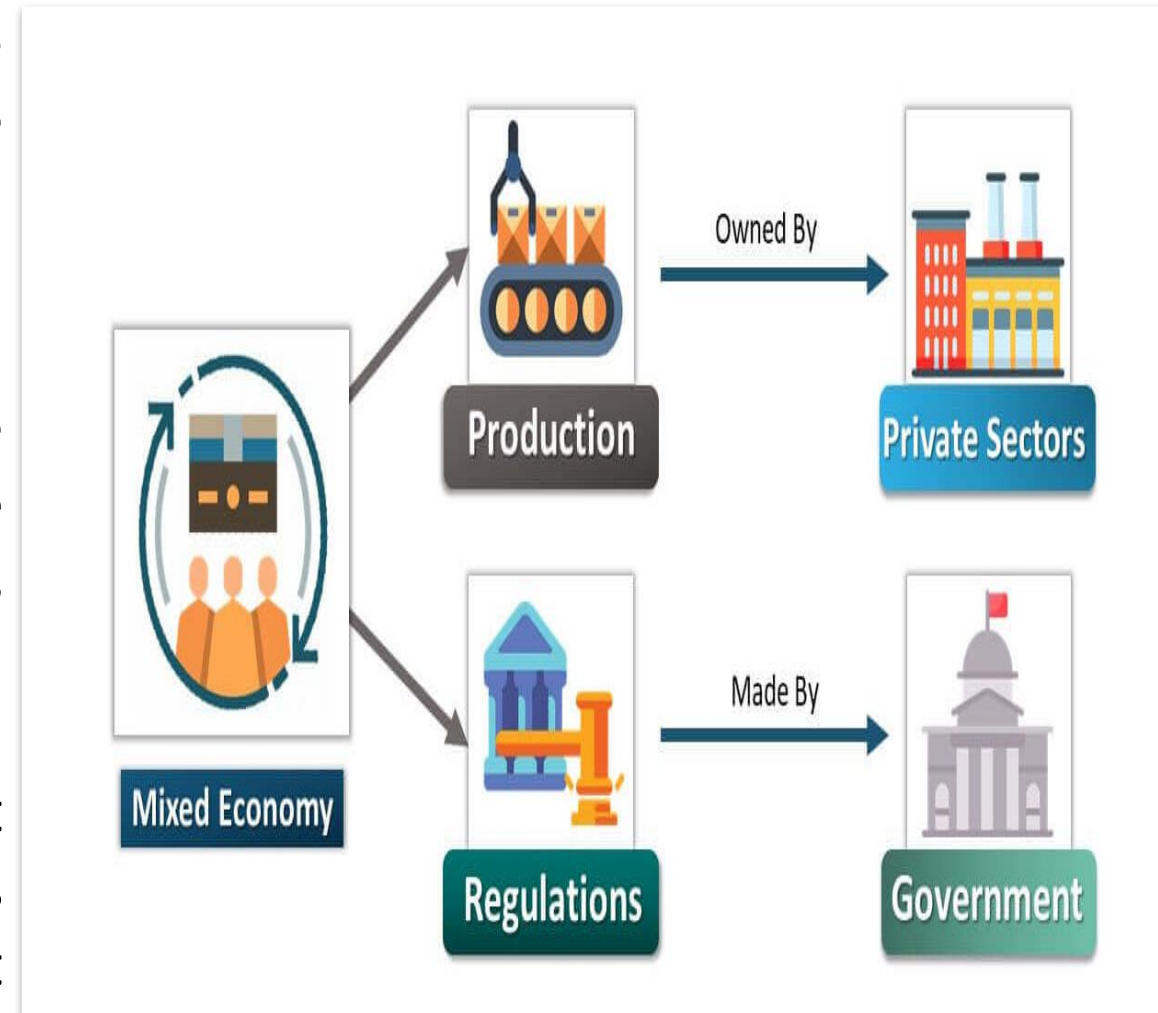 Owned By
Production
Private Sectors
Made By
Mixed Economy
Regulations
Government